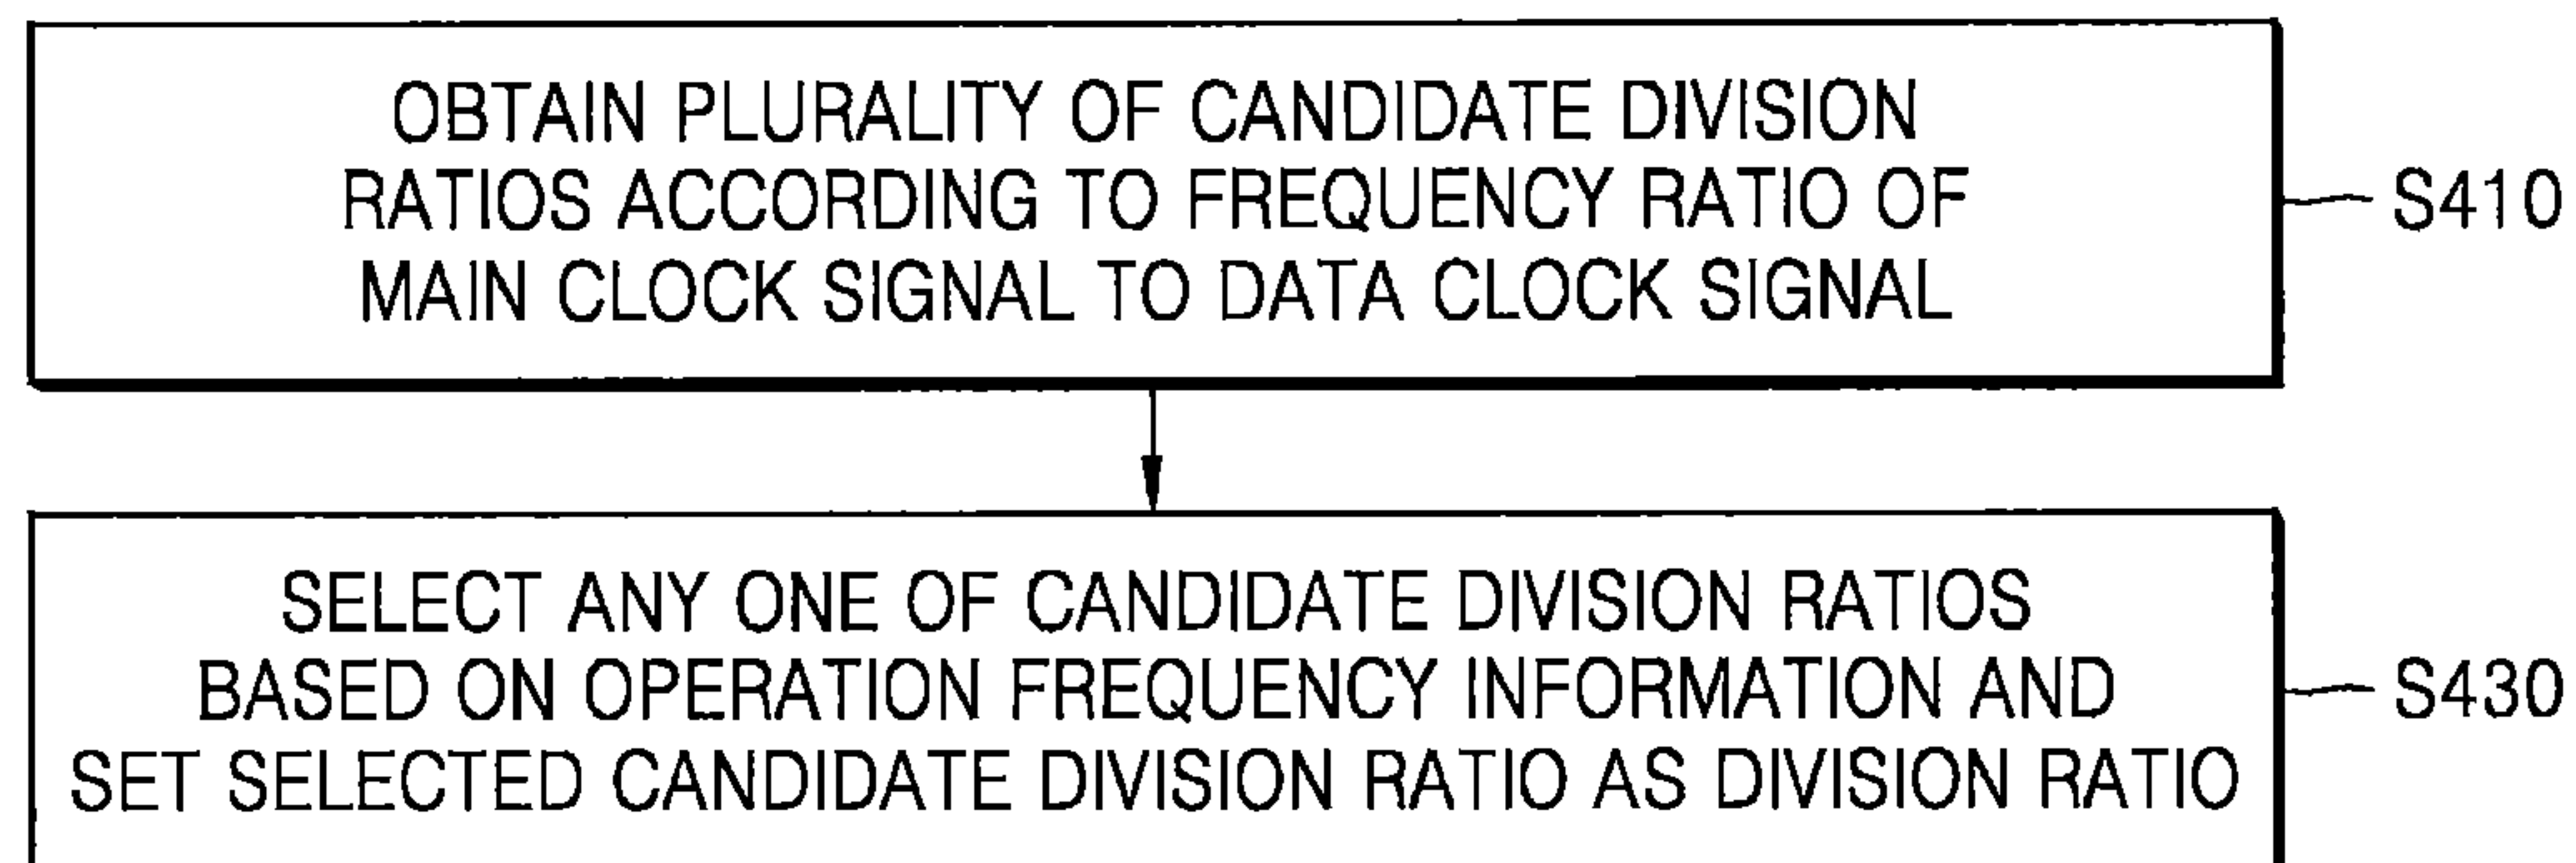 OBTAIN PLURALITY OF CANDIDATE DIVISION
RATIOS ACCORDING TO FREQUENCY RATIO OF
MAIN CLOCK SIGNAL TO DATA CLOCK SIGNAL
S410
SELECT ANY ONE OF CANDIDATE DIVISION RATIOS
BASED ON OPERATION FREQUENCY INFORMATION AND
SET SELECTED CANDIDATE DIVISION RATIO AS DIVISION RATIO
S430